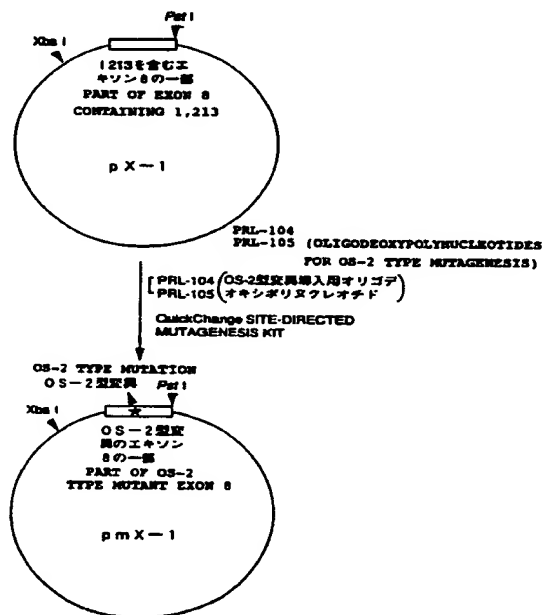 Pst I
Xba I
1213を含むエ
キソン8の一部
PART OF EXON 8
CONTAINING 1,213
pX-1
PRL-104
PRL-105 (OLIGODEOXYPOLYNUCLEOTIDES
FOR OS-2 TYPE MUTAGENESIS)
PRL-104 OS-2型変異導入用オリゴデ
PRL-105 オキシポリヌクレオチド
QuickChange SITE-DIRECTED
MUTAGENESIS KIT
OS-2 TYPE MUTATION
OS-2型変異
Pst I
Xba I
OS-2型変
異のエキソン
8の一部
PART OF OS-2
TYPE MUTANT EXON 8
pmX-1